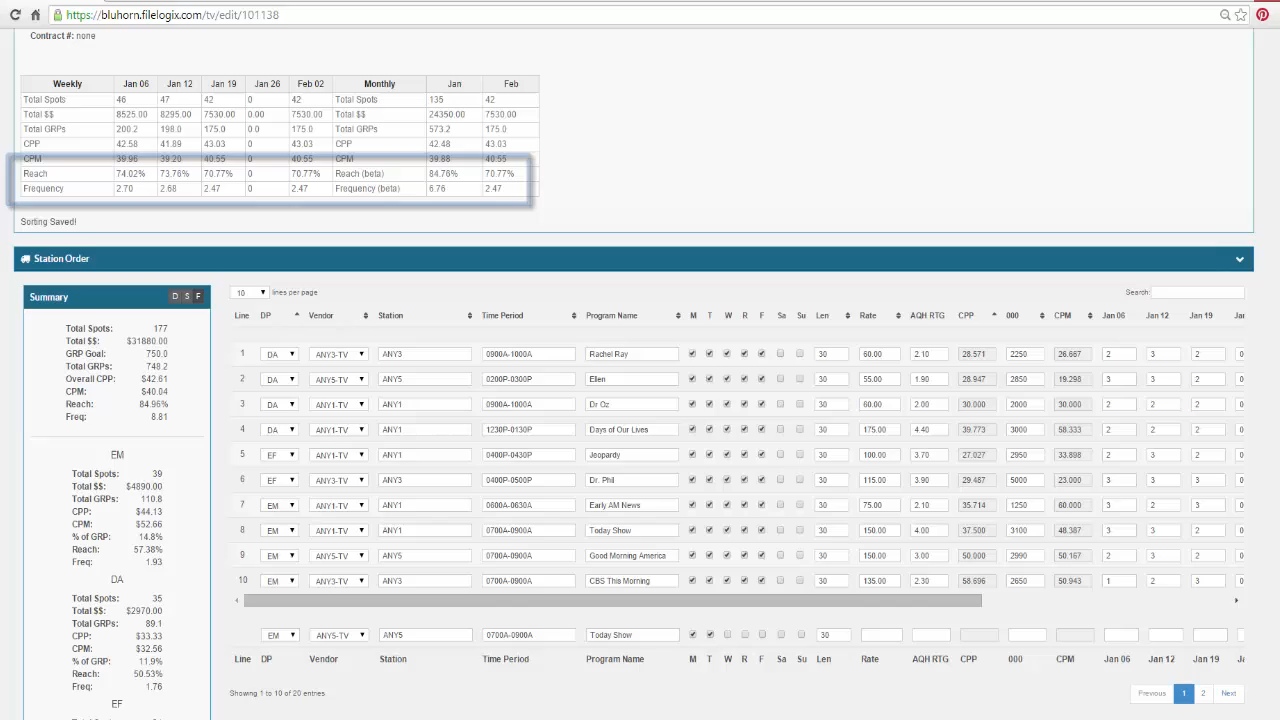 https://bluhorn.filelogix.com/tv/edit/101138
Contract #: none
Weekly Jan 06 Jan 12 Jan 19 Jan 26 Feb 02 Monthly Jan Feb
Total Spots 46 47 42 0 42 Total Spots 135 42
Total $$ 8525.00 8295.00 7530.00 0.00 7530.00 Total $$ 24350.00 7530.00
Total GRPs 200.2 198.0 175.0 0.0 175.0 Total GRPs 573.2 175.0
CPP 42.58 41.89 43.03 0 43.03 CPP 42.48 43.03
CPM 39.96 39.20 40.55 0 40.55 CPM 39.88 40.55
Reach 74.02% 73.76% 70.77% 0 70.77% Reach (beta) 84.76% 70.77%
Frequency 2.70 2.68 2.47 0 2.47 Frequency (beta) 6.76 2.47
Sorting Saved!
Station Order
Summary D S F
Total Spots: 177
Total $$: $31880.00
GRP Goal: 750.0
Total GRPs: 748.2
Overall CPP: $42.61
CPM: $40.04
Reach: 84.96%
Freq: 8.81
EM
Total Spots: 39
Total $$: $4890.00
Total GRPs: 110.8
CPP: $44.13
CPM: $52.66
% of GRP: 14.8%
Reach: 57.38%
Freq: 1.93
DA
Total Spots: 35
Total $$: $2970.00
Total GRPs: 89.1
CPP: $33.33
CPM: $32.56
% of GRP: 11.9%
Reach: 50.53%
Freq: 1.76
EF
10 lines per page Search:
Line DP Vendor Station Time Period Program Name M T W R F Sa Su Len Rate AQH RTG CPP 000 CPM Jan 06 Jan 12 Jan 19
1 DA ANY3-TV ANY3 0900A-1000A Rachel Ray 30 60.00 2.10 28.571 2250 26.667 2 3 2 0
2 DA ANY5-TV ANY5 0200P-0300P Ellen 30 55.00 1.90 28.947 2850 19.298 3 3 2 0
3 DA ANY1-TV ANY1 0900A-1000A Dr Oz 30 60.00 2.00 30.000 2000 30.000 2 2 2 0
4 DA ANY1-TV ANY1 1230P-0130P Days of Our Lives 30 175.00 4.40 39.773 3000 58.333 3 2 2 0
5 EF ANY1-TV ANY1 0400P-0430P Jeopardy 30 100.00 3.70 27.027 2950 33.898 2 2 2 0
6 EF ANY3-TV ANY3 0400P-0500P Dr. Phil 30 115.00 3.90 29.487 5000 23.000 3 2 2 0
7 EM ANY1-TV ANY1 0600A-0630A Early AM News 30 75.00 2.10 35.714 1250 60.000 3 3 2 0
8 EM ANY1-TV ANY1 0700A-0900A Today Show 30 150.00 4.00 37.500 3100 48.387 3 3 2 0
9 EM ANY5-TV ANY5 0700A-0900A Good Morning America 30 150.00 3.00 50.000 2990 50.167 2 3 2 0
10 EM ANY3-TV ANY3 0700A-0900A CBS This Morning 30 135.00 2.30 58.696 2650 50.943 1 2 3 0
EM ANY5-TV ANY5 0700A-0900A Today Show 30
Line DP Vendor Station Time Period Program Name M T W R F Sa Su Len Rate AQH RTG CPP 000 CPM Jan 06 Jan 12 Jan 19
Showing 1 to 10 of 20 entries Previous 1 2 Next